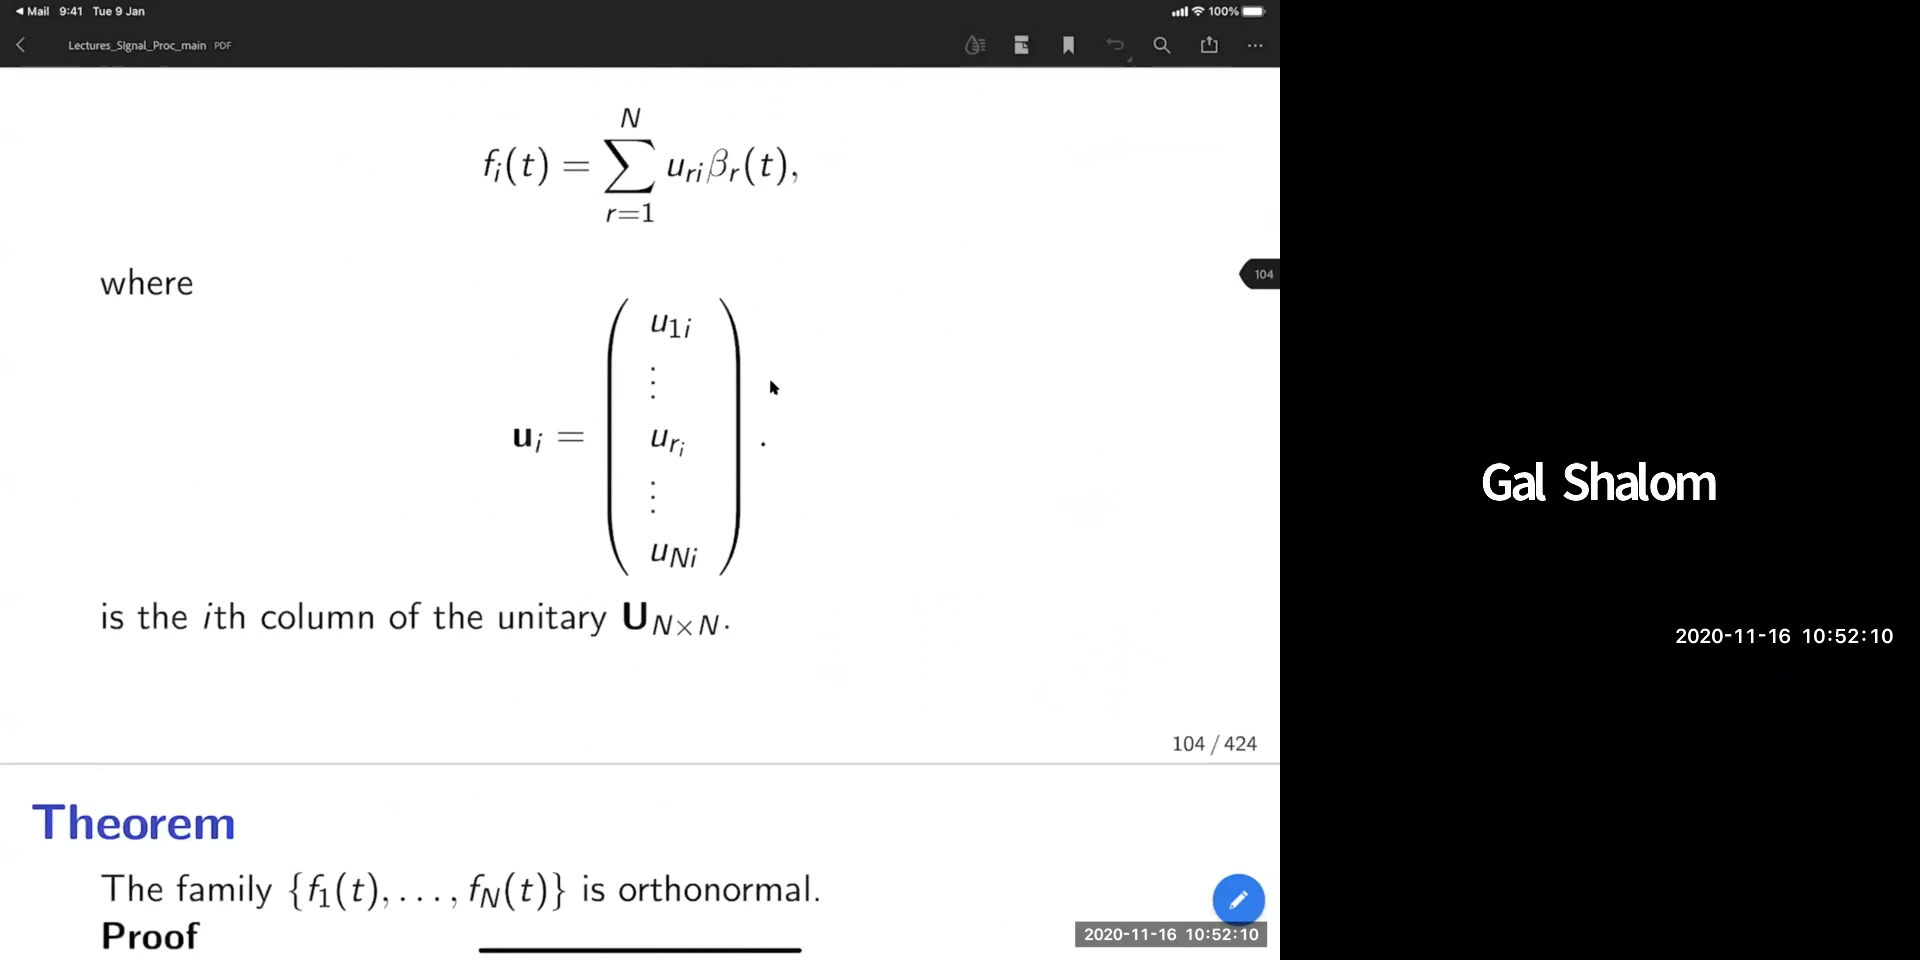 Mail 9:41 Tue 9 Jan
100%
Lectures_Signal_Proc_main PDF
f_i(t) = \sum_{r=1}^{N} u_{ri} β_r(t),
104
where
𝐮_i = ( u_{1i}
⋮
u_{r_i}
⋮
u_{Ni} ) .
is the ith column of the unitary 𝐔_{N×N}.
104 / 424
Theorem
The family {f_1(t), . . . , f_N(t)} is orthonormal.
Proof
2020-11-16 10:52:10
Gal Shalom
2020-11-16 10:52:10